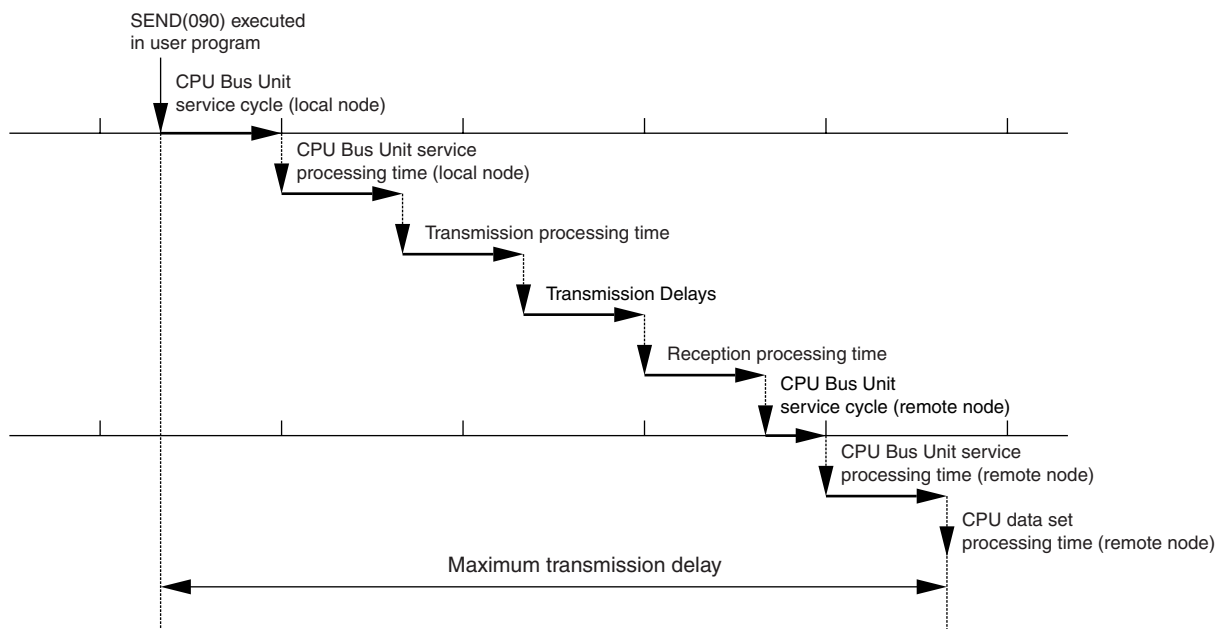 SEND(090) executed
in user program
CPU Bus Unit
service cycle (local node)
CPU Bus Unit service
processing time (local node)
Transmission processing time
Transmission Delays
Reception processing time
CPU Bus Unit
service cycle (remote node)
CPU Bus Unit service
processing time (remote node)
CPU data set
processing time (remote node)
Maximum transmission delay